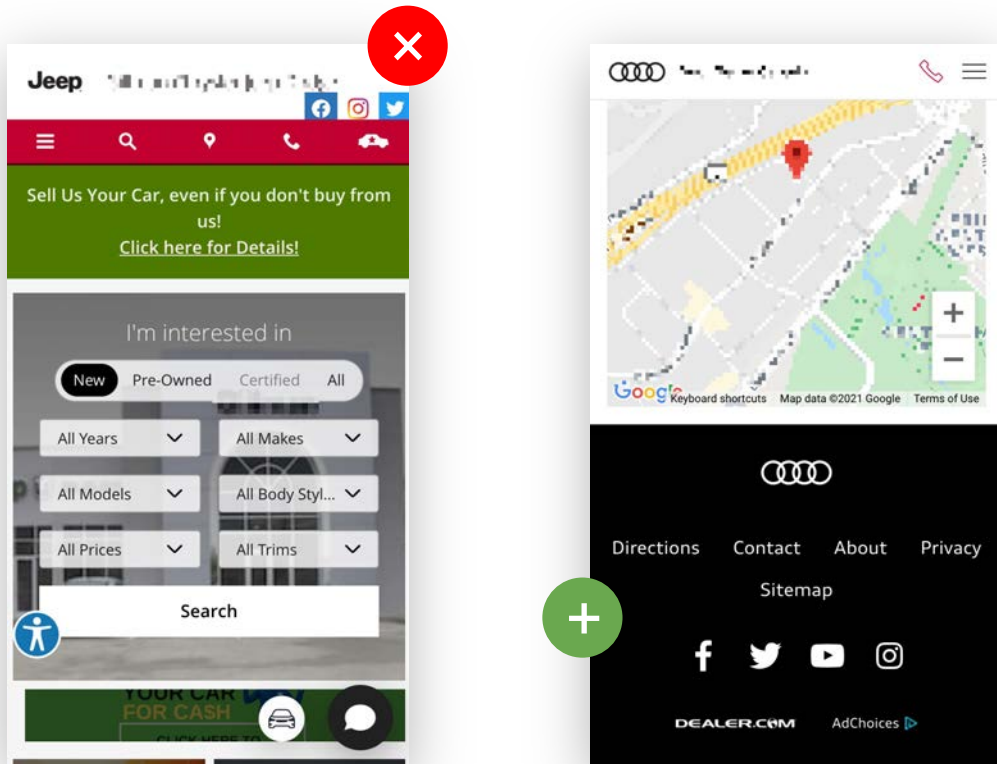 Jeep
Sell Us Your Car, even if you don't buy from
us!
Click here for Details!
I'm interested in
New Pre-Owned Certified All
All Years All Makes
All Models All Body Styl...
All Prices All Trims
Search
YOUR CAR
FOR CASH
CLICK HERE TO
Google Keyboard shortcuts Map data ©2021 Google Terms of Use
Directions Contact About Privacy
Sitemap
DEALER.COM AdChoices